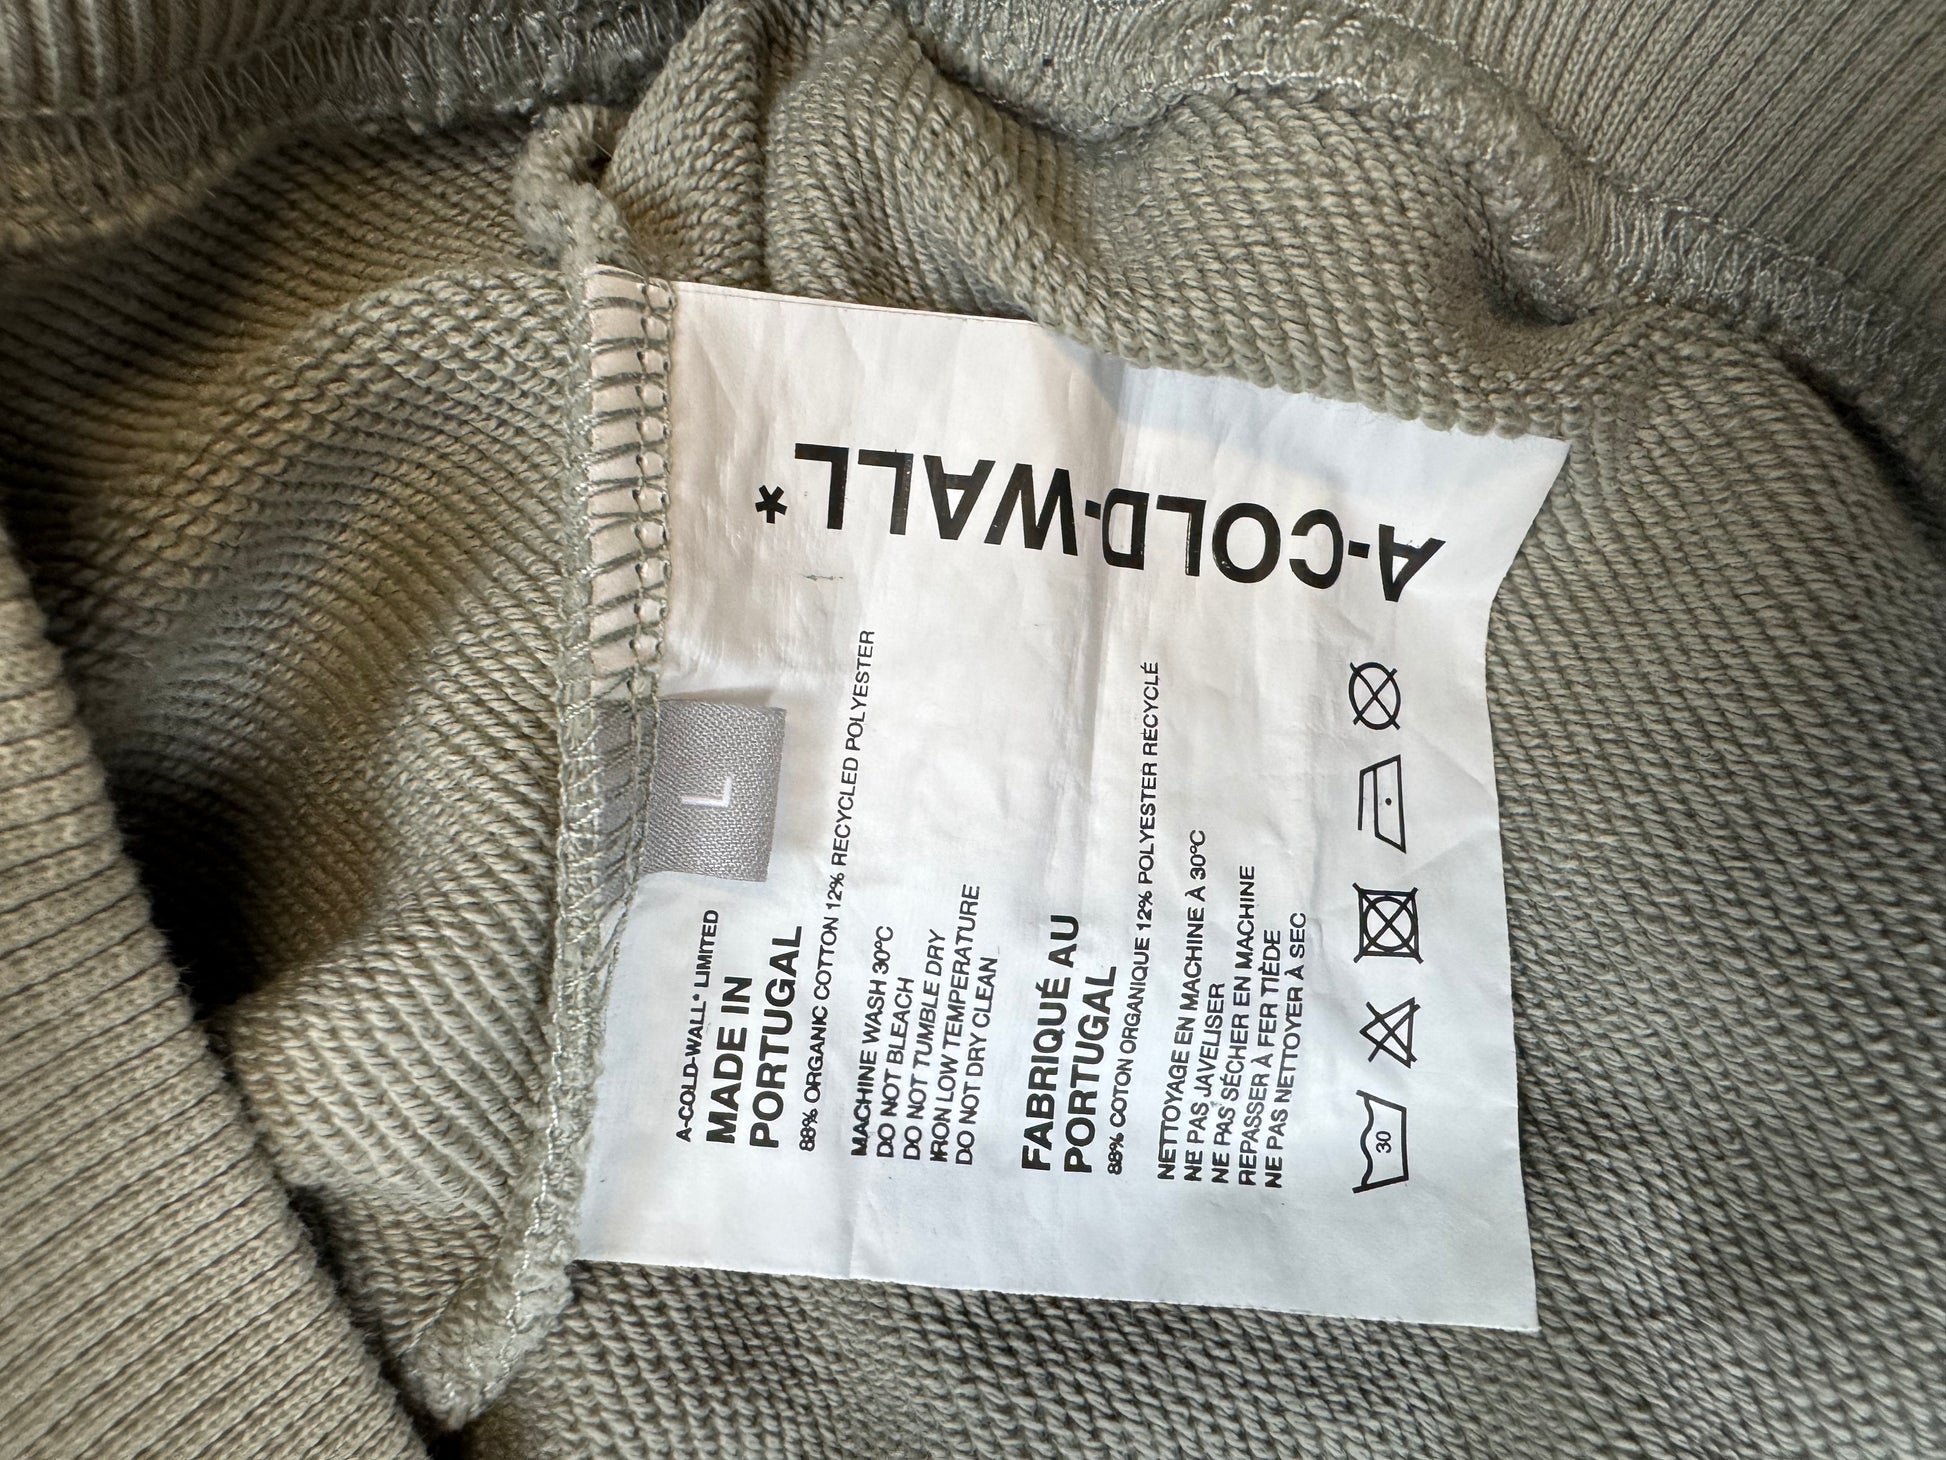 A-COLD-WALL*
L
A-COLD-WALL* LIMITED
MADE IN
PORTUGAL
88% ORGANIC COTTON 12% RECYCLED POLYESTER
MACHINE WASH 30ºC
DO NOT BLEACH
DO NOT TUMBLE DRY
IRON LOW TEMPERATURE
DO NOT DRY CLEAN
FABRIQUÉ AU
PORTUGAL
88% COTON ORGANIQUE 12% POLYESTER RECYCLÉ
NETTOYAGE EN MACHINE À 30ºC
NE PAS JAVELISER
NE PAS SÉCHER EN MACHINE
REPASSER À FER TIÈDE
NE PAS NETTOYER À SEC
30